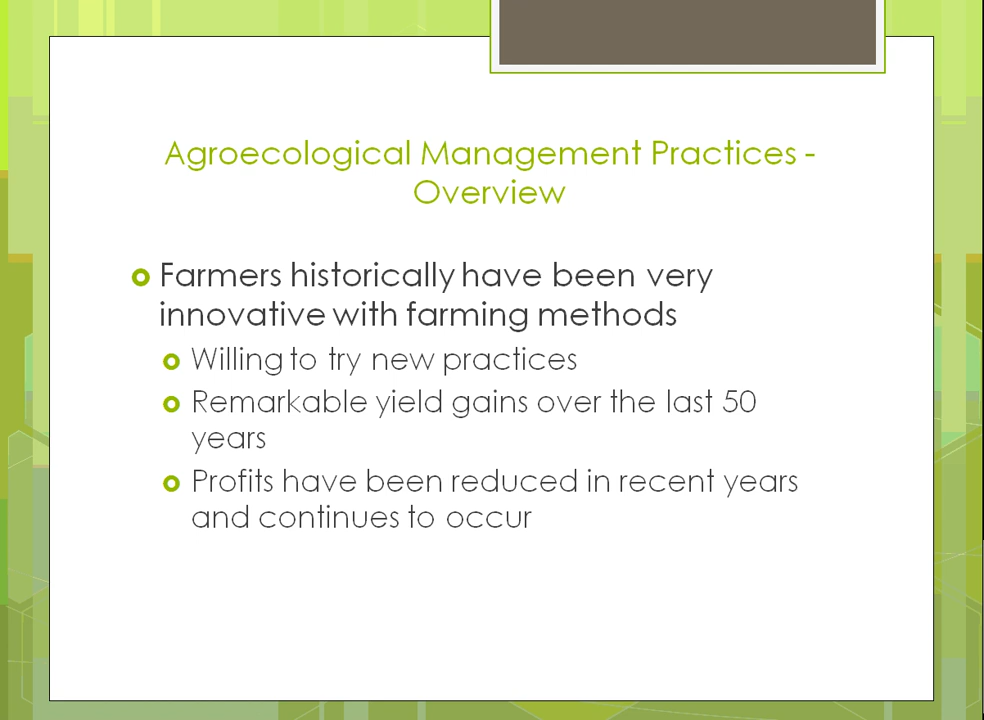 Agroecological Management Practices -
Overview
Farmers historically have been very
innovative with farming methods
Willing to try new practices
Remarkable yield gains over the last 50
years
Profits have been reduced in recent years
and continues to occur